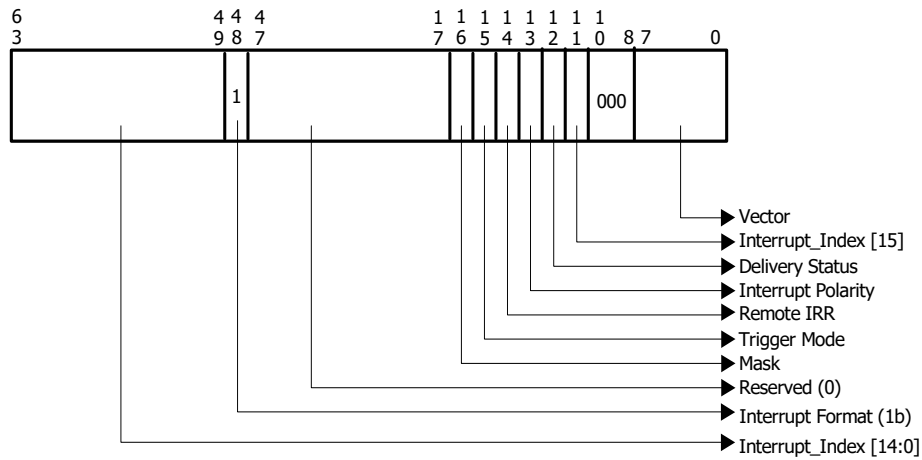 6 4 4 4 1 1 1 1 1 1 1 1
3 9 8 7 7 6 5 4 3 2 1 0 8 7 0
1
000
Vector
Interrupt_Index [15]
Delivery Status
Interrupt Polarity
Remote IRR
Trigger Mode
Mask
Reserved (0)
Interrupt Format (1b)
Interrupt_Index [14:0]